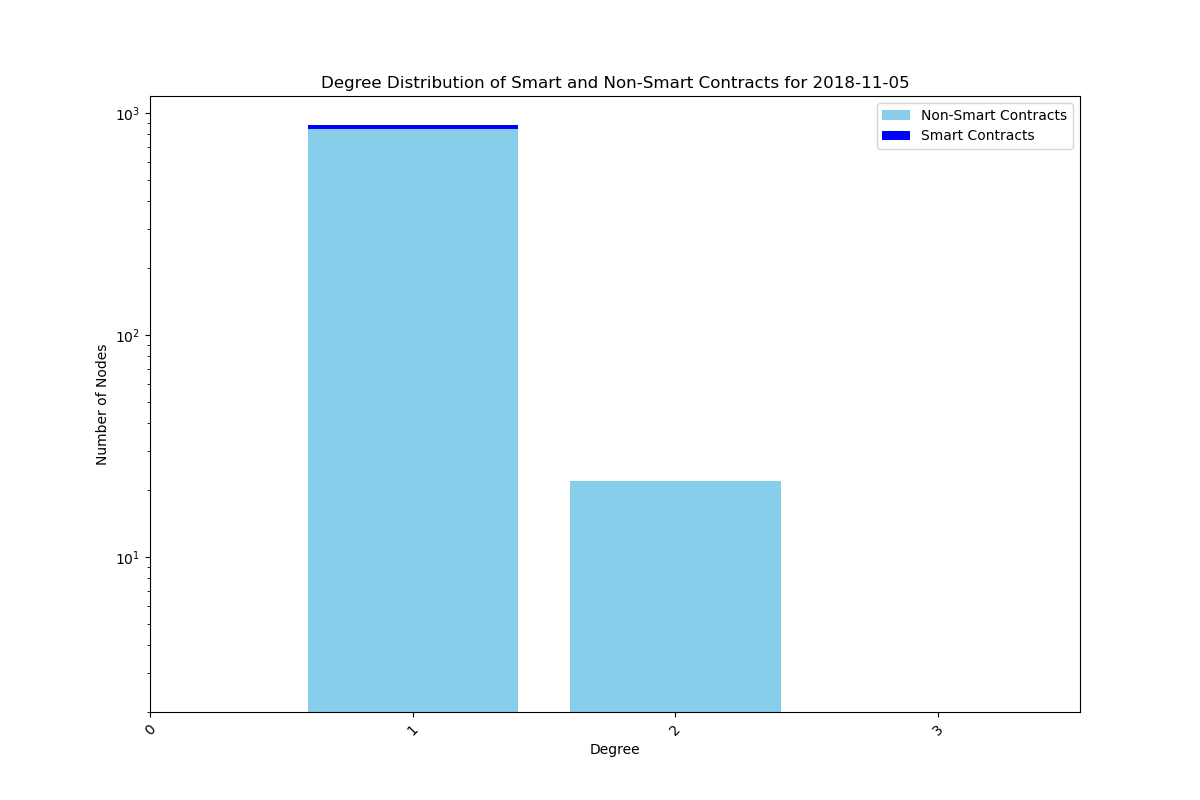 Degree Distribution of Smart and Non-Smart Contracts for 2018-11-05
Non-Smart Contracts
Smart Contracts
Number of Nodes
10³
10²
10¹
0 1 2 3
Degree